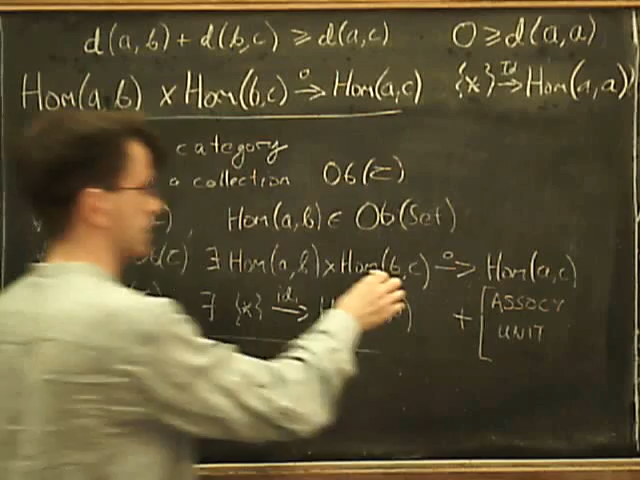 d(a,b) + d(b,c) ⩾ d(a,c) 0 ⩾ d(a,a)
Hom(a,b) × Hom(b,c) →∘ Hom(a,c) {*} →Id Hom(a,a)
category
a collection Ob(C)
Hom(a,b) ∈ Ob(Set)
∃ Hom(a,b) × Hom(b,c) →∘ Hom(a,c)
∃ {*} →id + [ASSOCY
UNIT